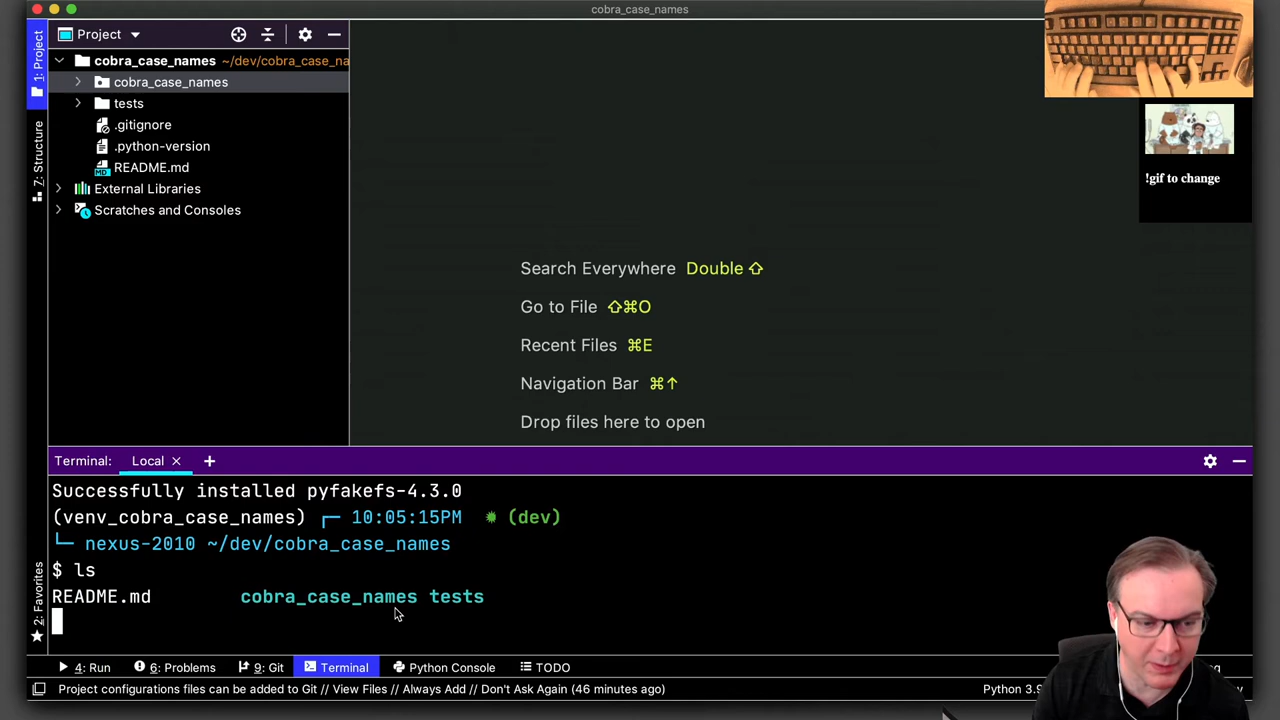 cobra_case_names
1: Project
7: Structure
2: Favorites
Project
cobra_case_names ~/dev/cobra_case_na
cobra_case_names
tests
.gitignore
.python-version
MD README.md
External Libraries
Scratches and Consoles
Search Everywhere Double ⇧
Go to File ⇧⌘O
Recent Files ⌘E
Navigation Bar ⌘↑
Drop files here to open
!gif to change
Terminal: Local × +
Successfully installed pyfakefs-4.3.0
(venv_cobra_case_names) ┌─ 10:05:15PM ✹ (dev)
└─ nexus-2010 ~/dev/cobra_case_names
$ ls
README.md cobra_case_names tests
4: Run 6: Problems 9: Git Terminal Python Console TODO
Project configurations files can be added to Git // View Files // Always Add // Don't Ask Again (46 minutes ago) Python 3.9